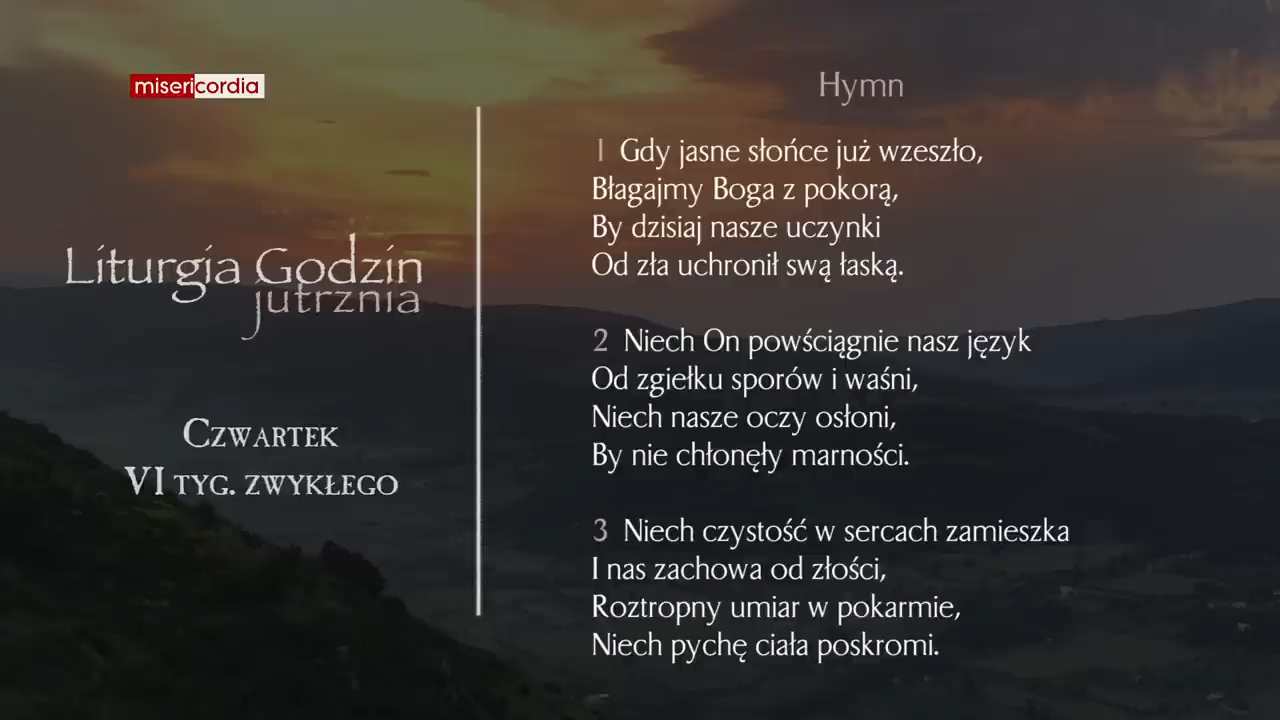 misericordia
Liturgia Godzin
jutrznia
Czwartek
VI tyg. zwykłego
Hymn
1 Gdy jasne słońce już wzeszło,
Błagajmy Boga z pokorą,
By dzisiaj nasze uczynki
Od zła uchronił swą łaską.
2 Niech On powściągnie nasz język
Od zgiełku sporów i waśni,
Niech nasze oczy osłoni,
By nie chłonęły marności.
3 Niech czystość w sercach zamieszka
I nas zachowa od złości,
Roztropny umiar w pokarmie,
Niech pychę ciała poskromi.